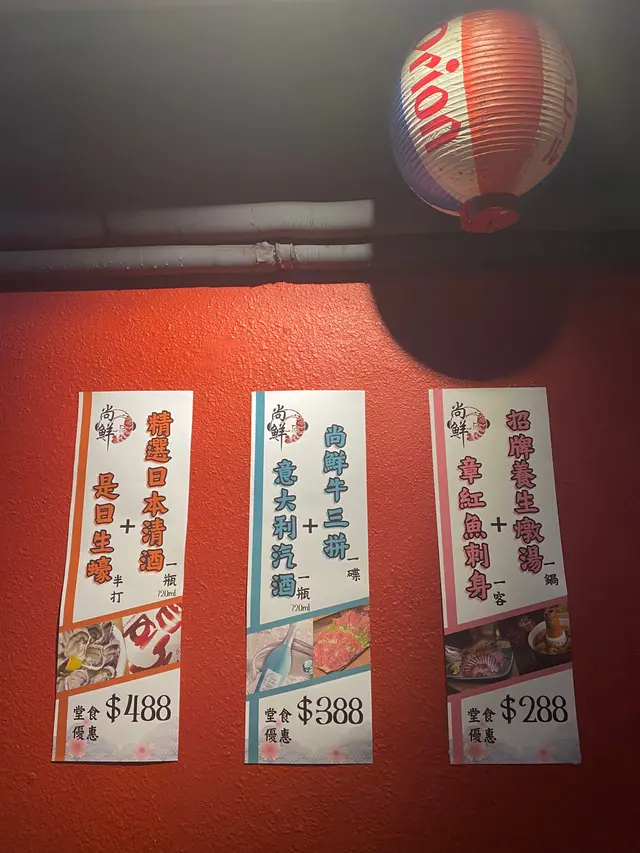 Orion
尚鮮
精選日本清酒
一瓶
720ml
+
是日生蠔
半打
堂食
優惠
$488
尚鮮
尚鮮牛三拼
一碟
+
意大利汽酒
一瓶
720ml
堂食
優惠
$388
尚鮮
招牌養生燉湯
一鍋
+
章紅魚刺身
一客
堂食
優惠
$288